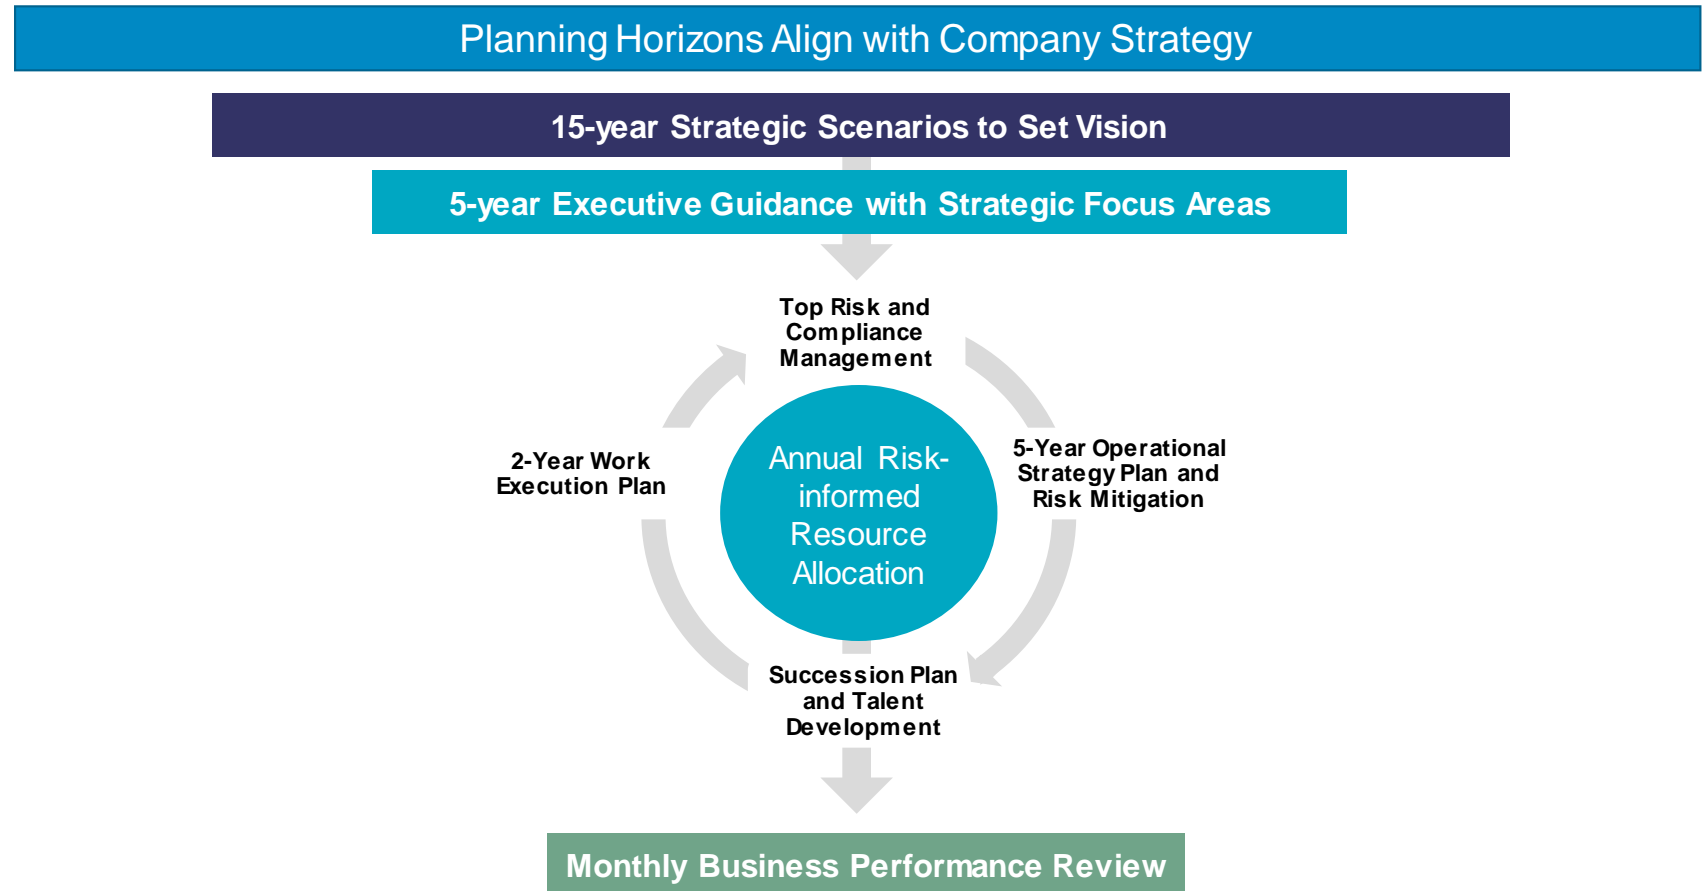 Planning Horizons Align with Company Strategy
15-year Strategic Scenarios to Set Vision
5-year Executive Guidance with Strategic Focus Areas
Top Risk and
Compliance
Management
5-Year Operational
Strategy Plan and
Risk Mitigation
2-Year Work
Execution Plan
Annual Risk-
informed
Resource
Allocation
Succession Plan
and Talent
Development
Monthly Business Performance Review